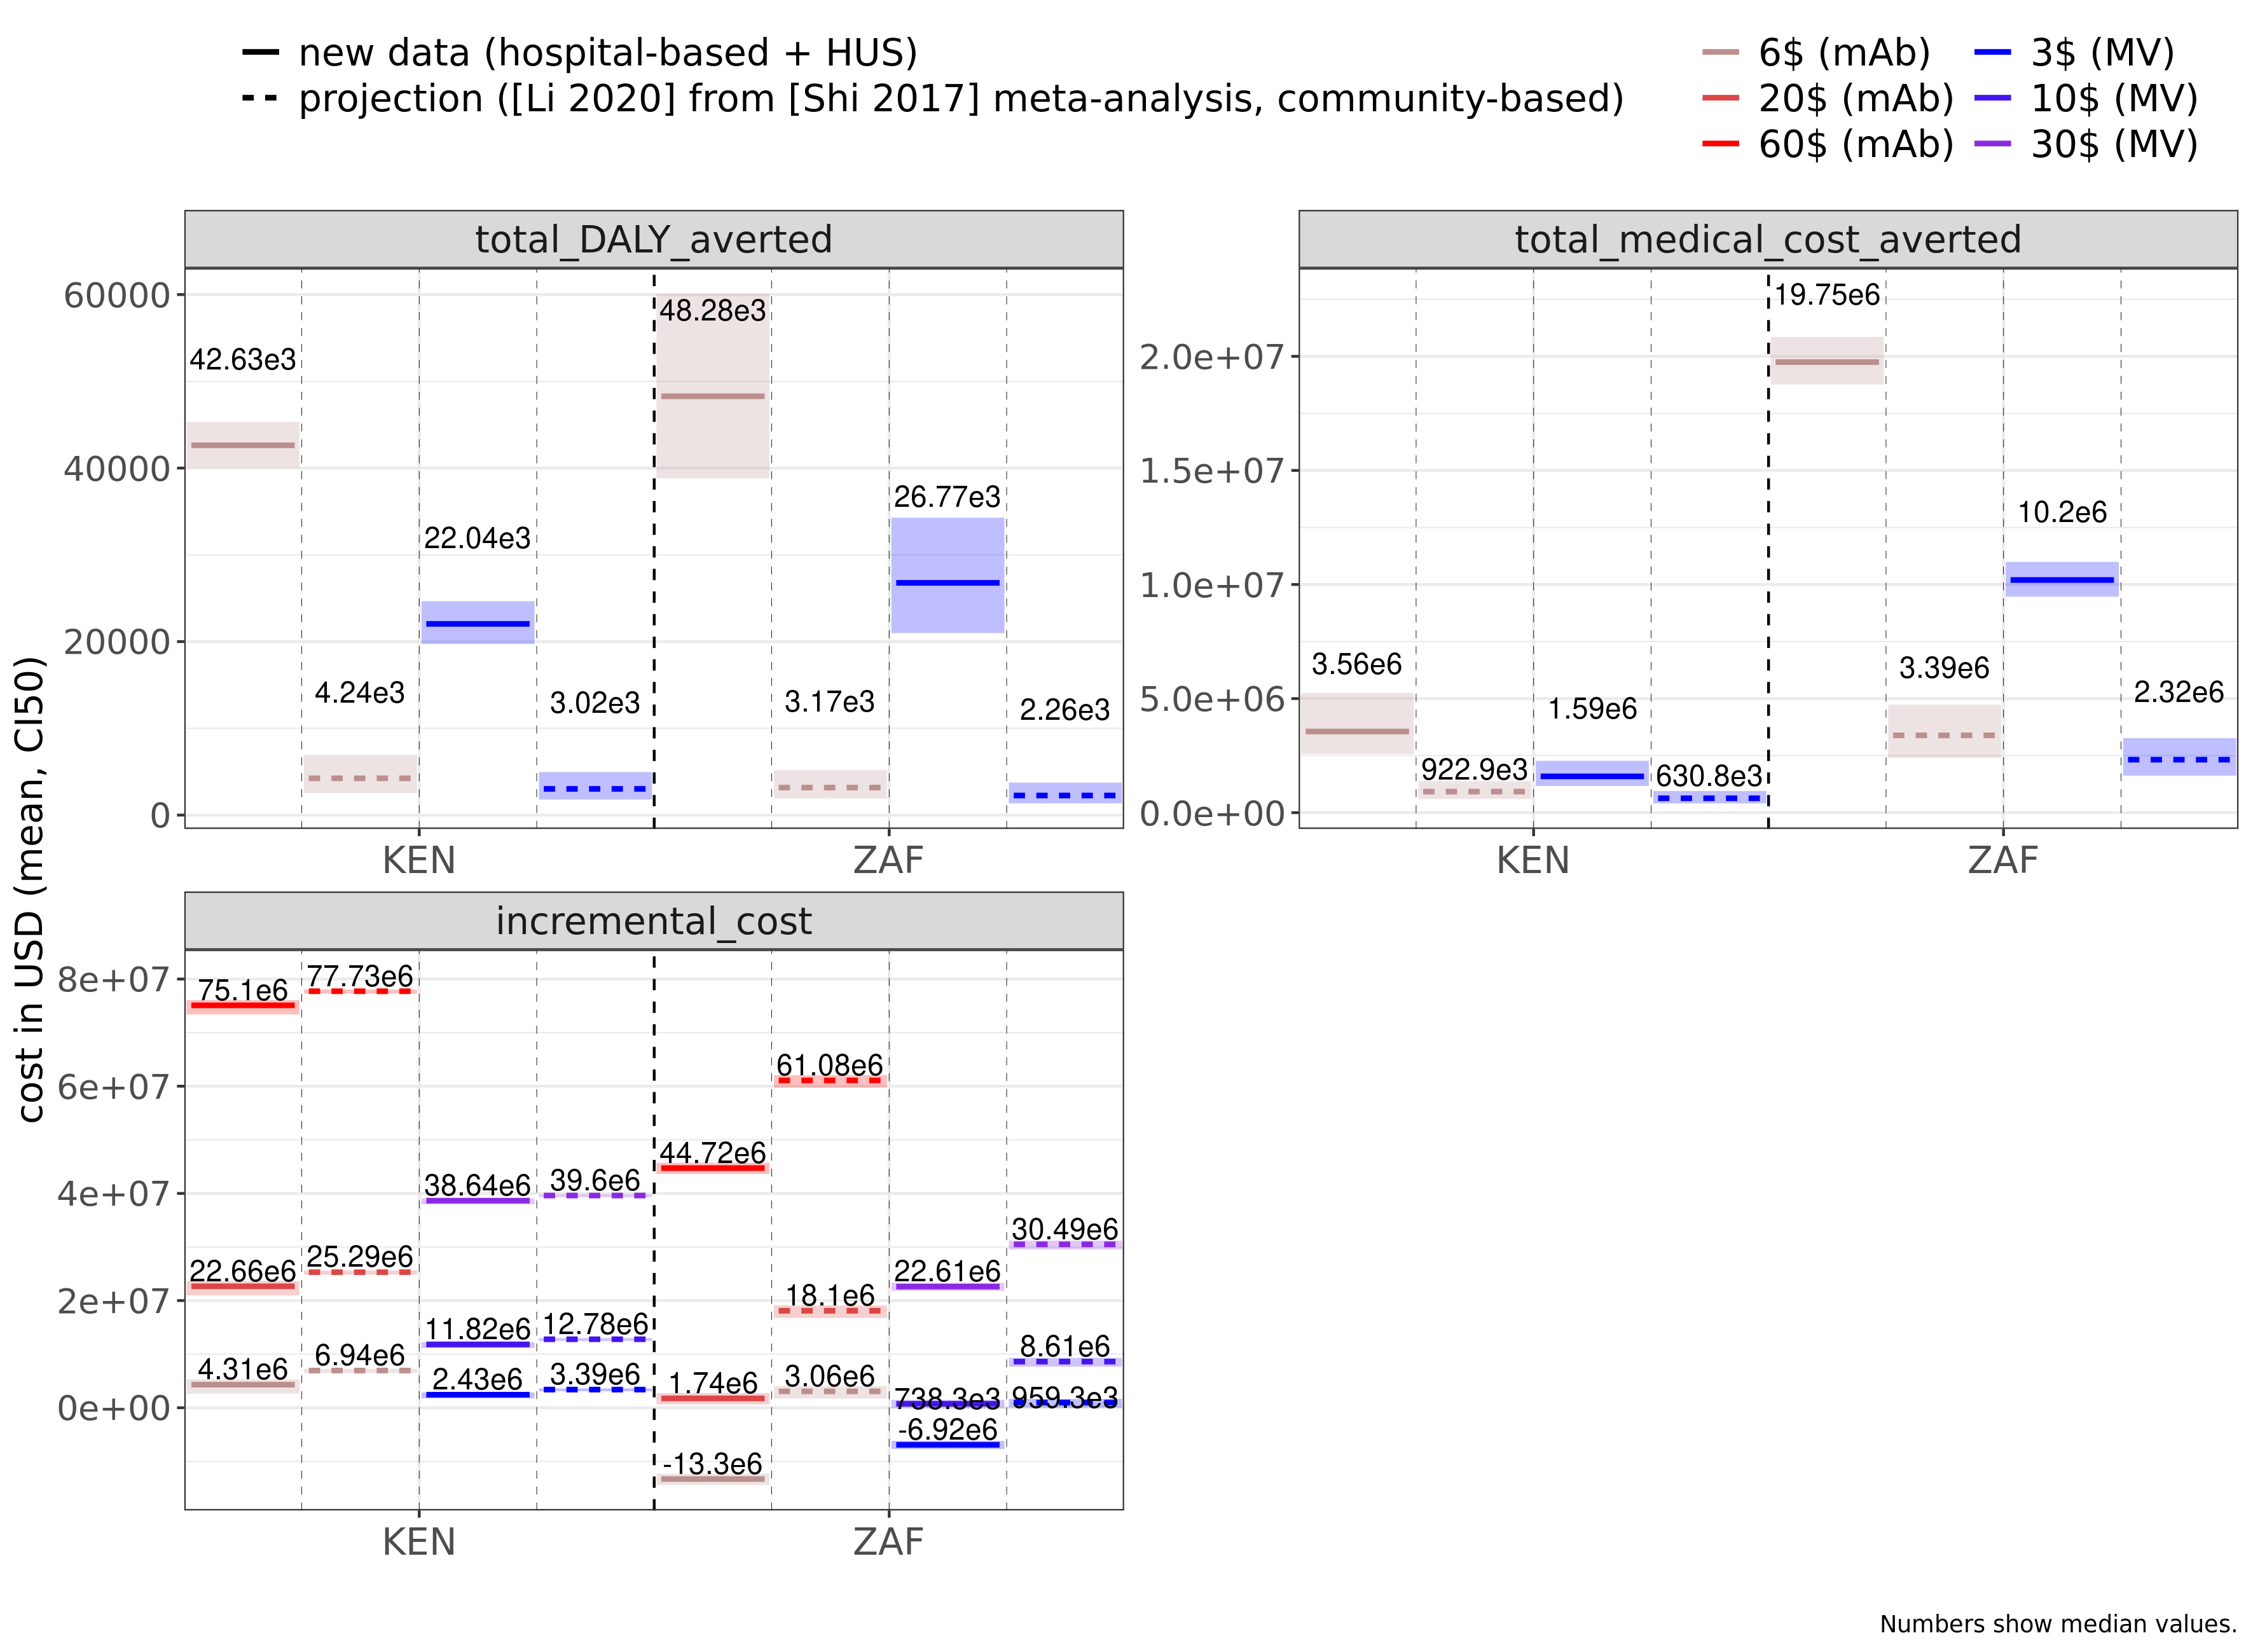 new data (hospital-based + HUS)
projection ([Li 2020] from [Shi 2017] meta-analysis, community-based)
6$ (mAb) 3$ (MV)
20$ (mAb) 10$ (MV)
60$ (mAb) 30$ (MV)
cost in USD (mean, CI50)
total_DALY_averted
60000
40000
20000
0
42.63e3
4.24e3
22.04e3
3.02e3
48.28e3
3.17e3
26.77e3
2.26e3
KEN ZAF
total_medical_cost_averted
2.0e+07
1.5e+07
1.0e+07
5.0e+06
0.0e+00
3.56e6
922.9e3
1.59e6
630.8e3
19.75e6
3.39e6
10.2e6
2.32e6
KEN ZAF
incremental_cost
8e+07
6e+07
4e+07
2e+07
0e+00
75.1e6
22.66e6
4.31e6
77.73e6
25.29e6
6.94e6
38.64e6
11.82e6
2.43e6
39.6e6
12.78e6
3.39e6
44.72e6
1.74e6
-13.3e6
61.08e6
18.1e6
3.06e6
22.61e6
738.3e3
-6.92e6
30.49e6
8.61e6
959.3e3
KEN ZAF
Numbers show median values.